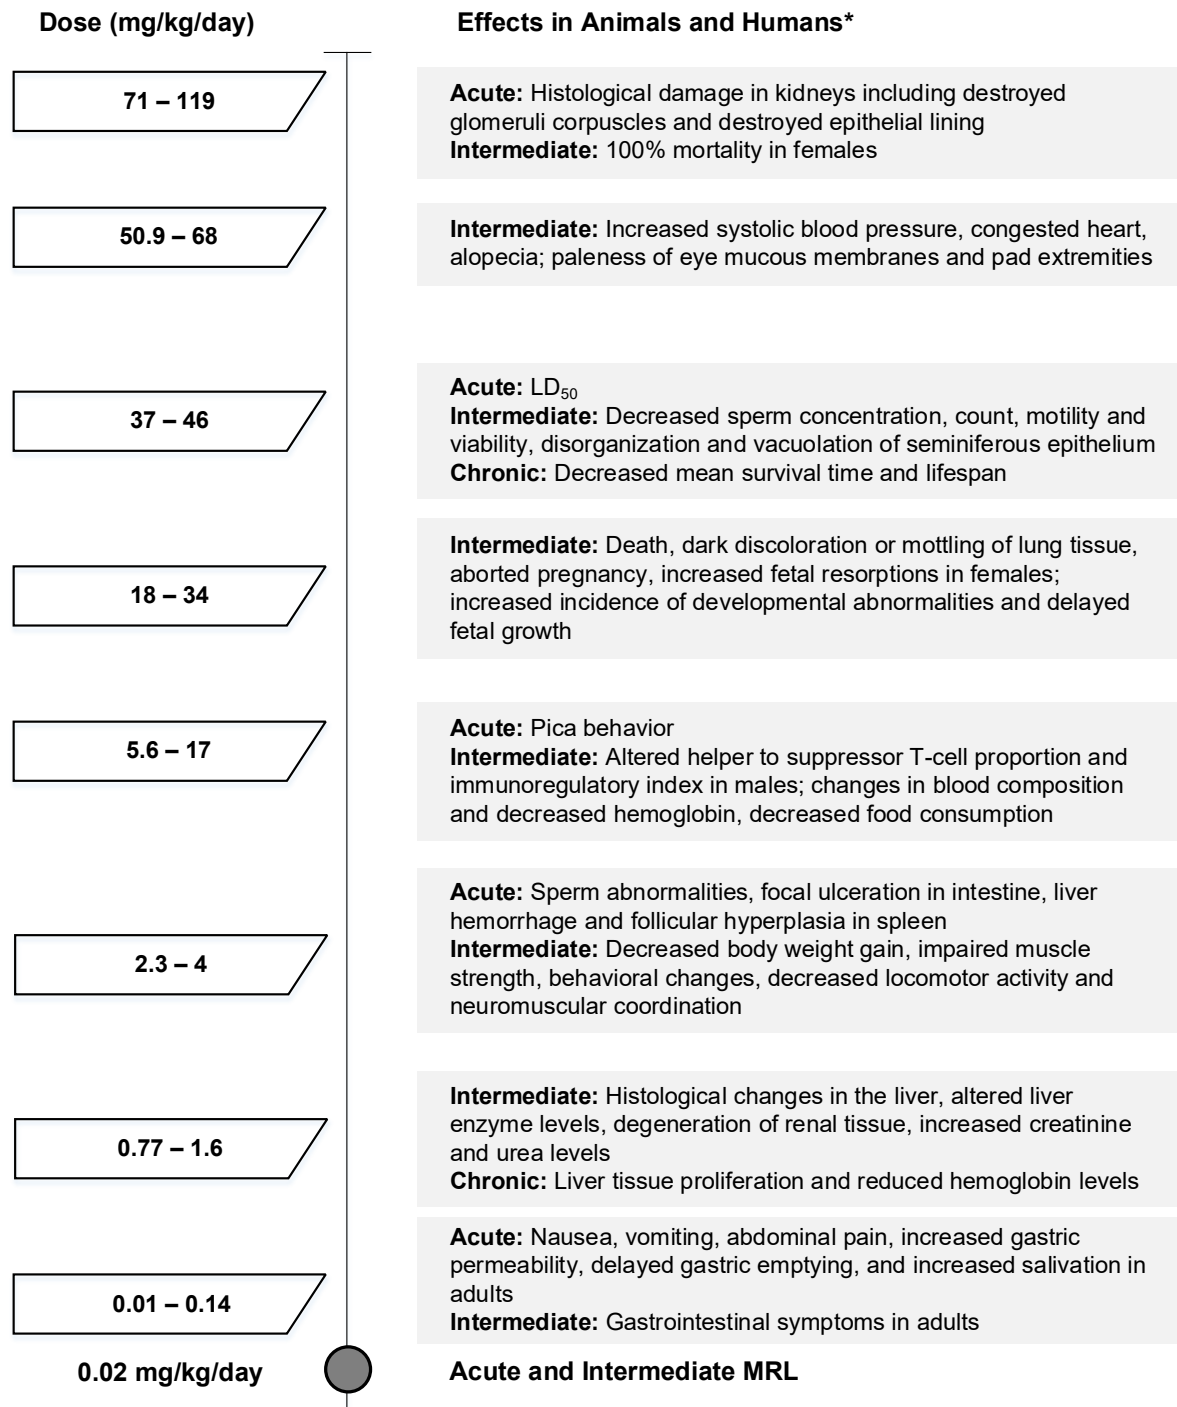 Dose (mg/kg/day)
Effects in Animals and Humans*
71 – 119
Acute: Histological damage in kidneys including destroyed
glomeruli corpuscles and destroyed epithelial lining
Intermediate: 100% mortality in females
50.9 – 68
Intermediate: Increased systolic blood pressure, congested heart,
alopecia; paleness of eye mucous membranes and pad extremities
37 – 46
Acute: LD50
Intermediate: Decreased sperm concentration, count, motility and
viability, disorganization and vacuolation of seminiferous epithelium
Chronic: Decreased mean survival time and lifespan
18 – 34
Intermediate: Death, dark discoloration or mottling of lung tissue,
aborted pregnancy, increased fetal resorptions in females;
increased incidence of developmental abnormalities and delayed
fetal growth
5.6 – 17
Acute: Pica behavior
Intermediate: Altered helper to suppressor T-cell proportion and
immunoregulatory index in males; changes in blood composition
and decreased hemoglobin, decreased food consumption
2.3 – 4
Acute: Sperm abnormalities, focal ulceration in intestine, liver
hemorrhage and follicular hyperplasia in spleen
Intermediate: Decreased body weight gain, impaired muscle
strength, behavioral changes, decreased locomotor activity and
neuromuscular coordination
0.77 – 1.6
Intermediate: Histological changes in the liver, altered liver
enzyme levels, degeneration of renal tissue, increased creatinine
and urea levels
Chronic: Liver tissue proliferation and reduced hemoglobin levels
0.01 – 0.14
Acute: Nausea, vomiting, abdominal pain, increased gastric
permeability, delayed gastric emptying, and increased salivation in
adults
Intermediate: Gastrointestinal symptoms in adults
0.02 mg/kg/day
Acute and Intermediate MRL